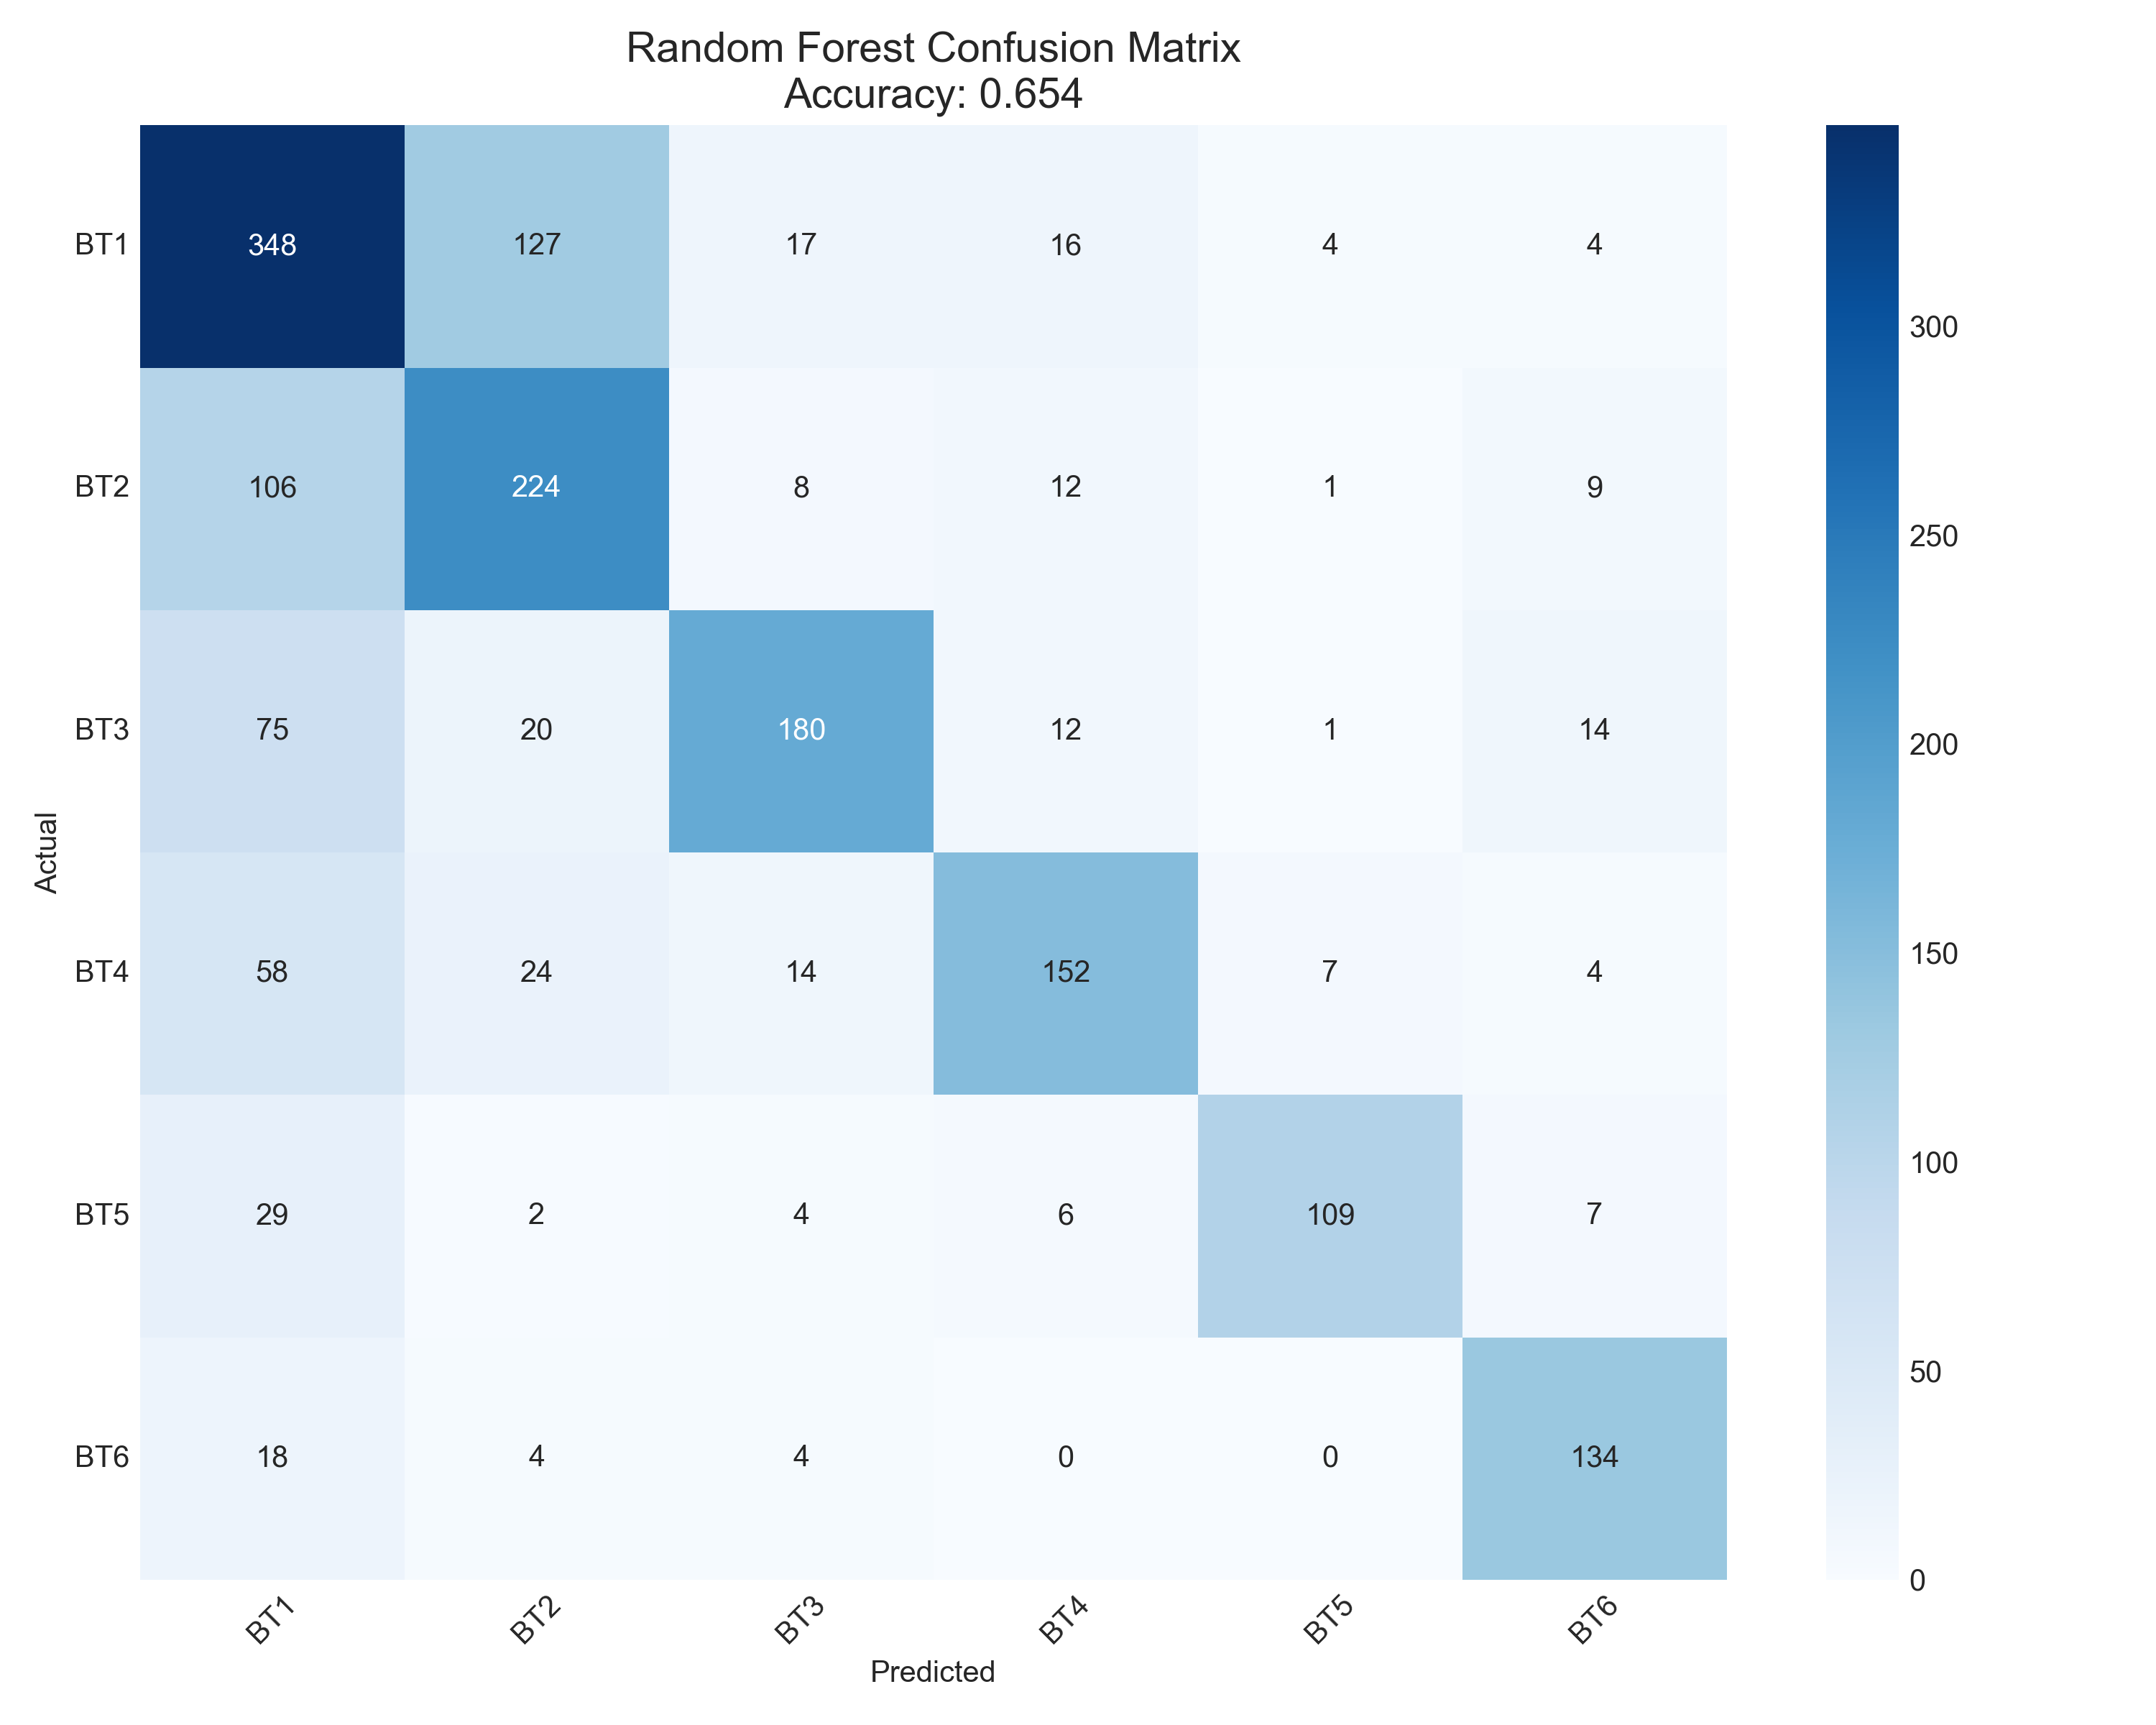 Random Forest Confusion Matrix
Accuracy: 0.654
BT1 348 127 17 16 4 4
BT2 106 224 8 12 1 9
BT3 75 20 180 12 1 14
BT4 58 24 14 152 7 4
BT5 29 2 4 6 109 7
BT6 18 4 4 0 0 134
BT1 BT2 BT3 BT4 BT5 BT6
Predicted
Actual
300
250
200
150
100
50
0